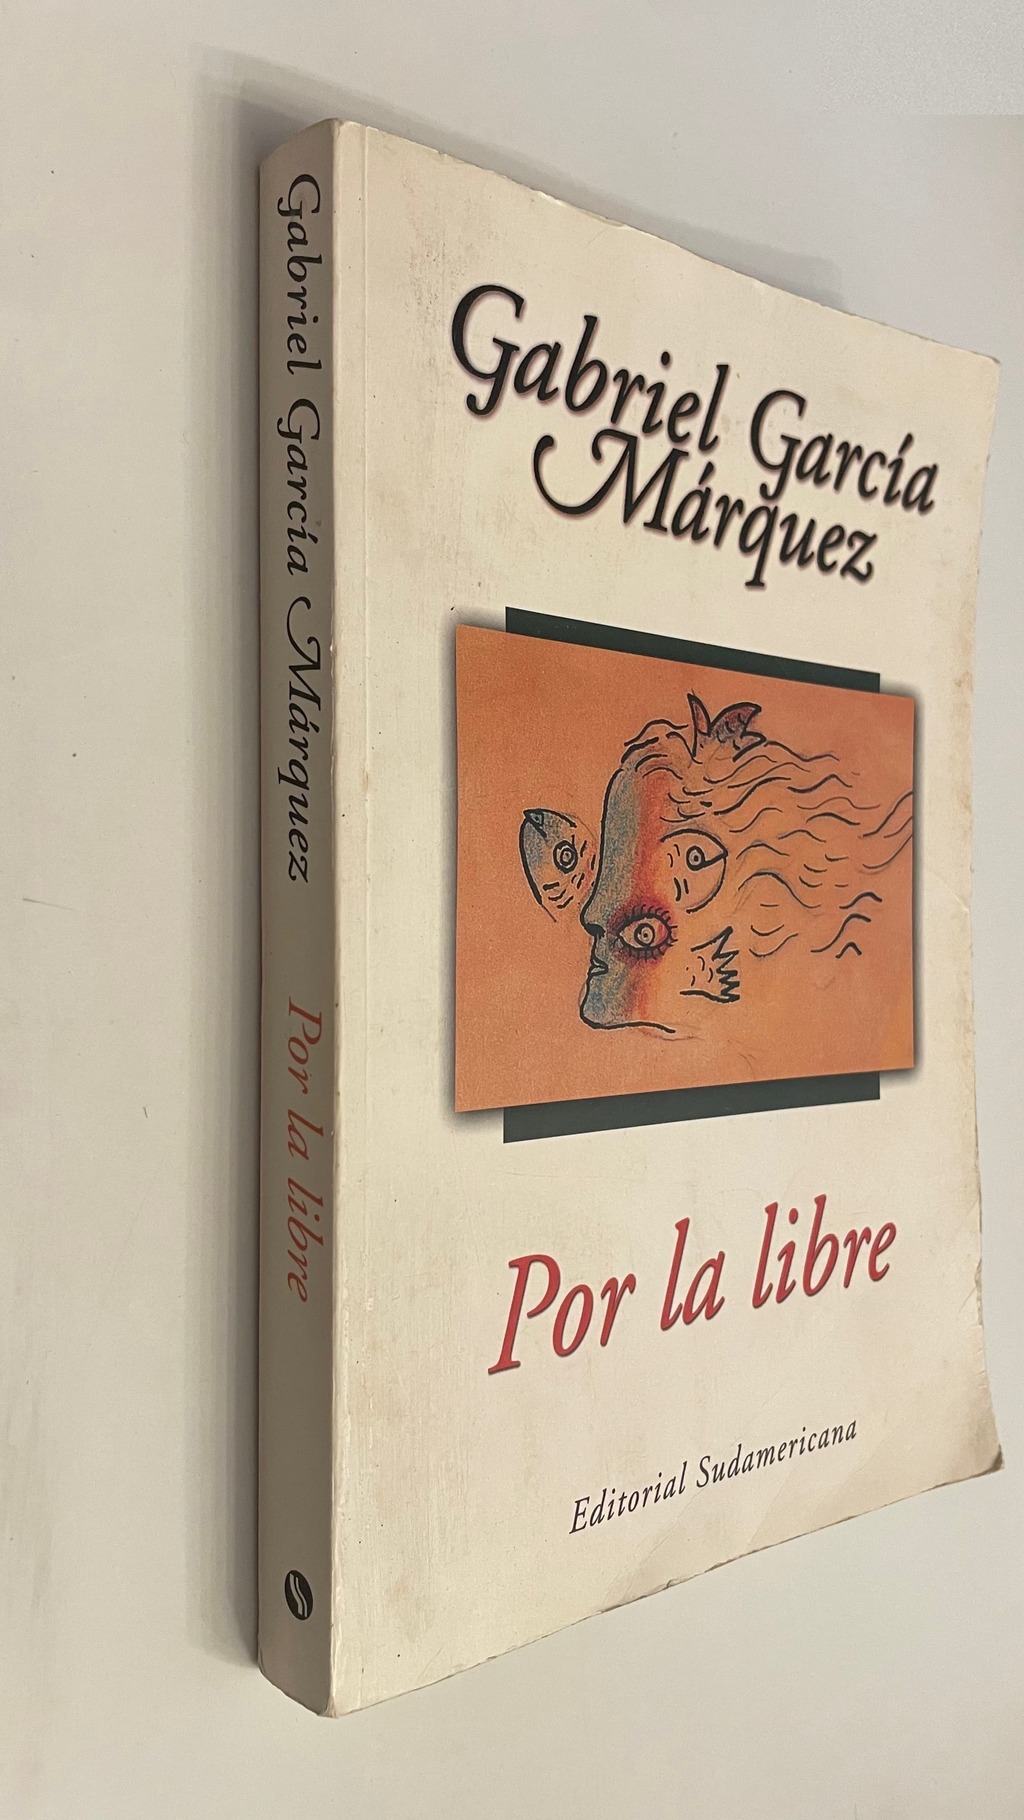 Gabriel García Márquez Por la libre
Gabriel García
Márquez
Por la libre
Editorial Sudamericana